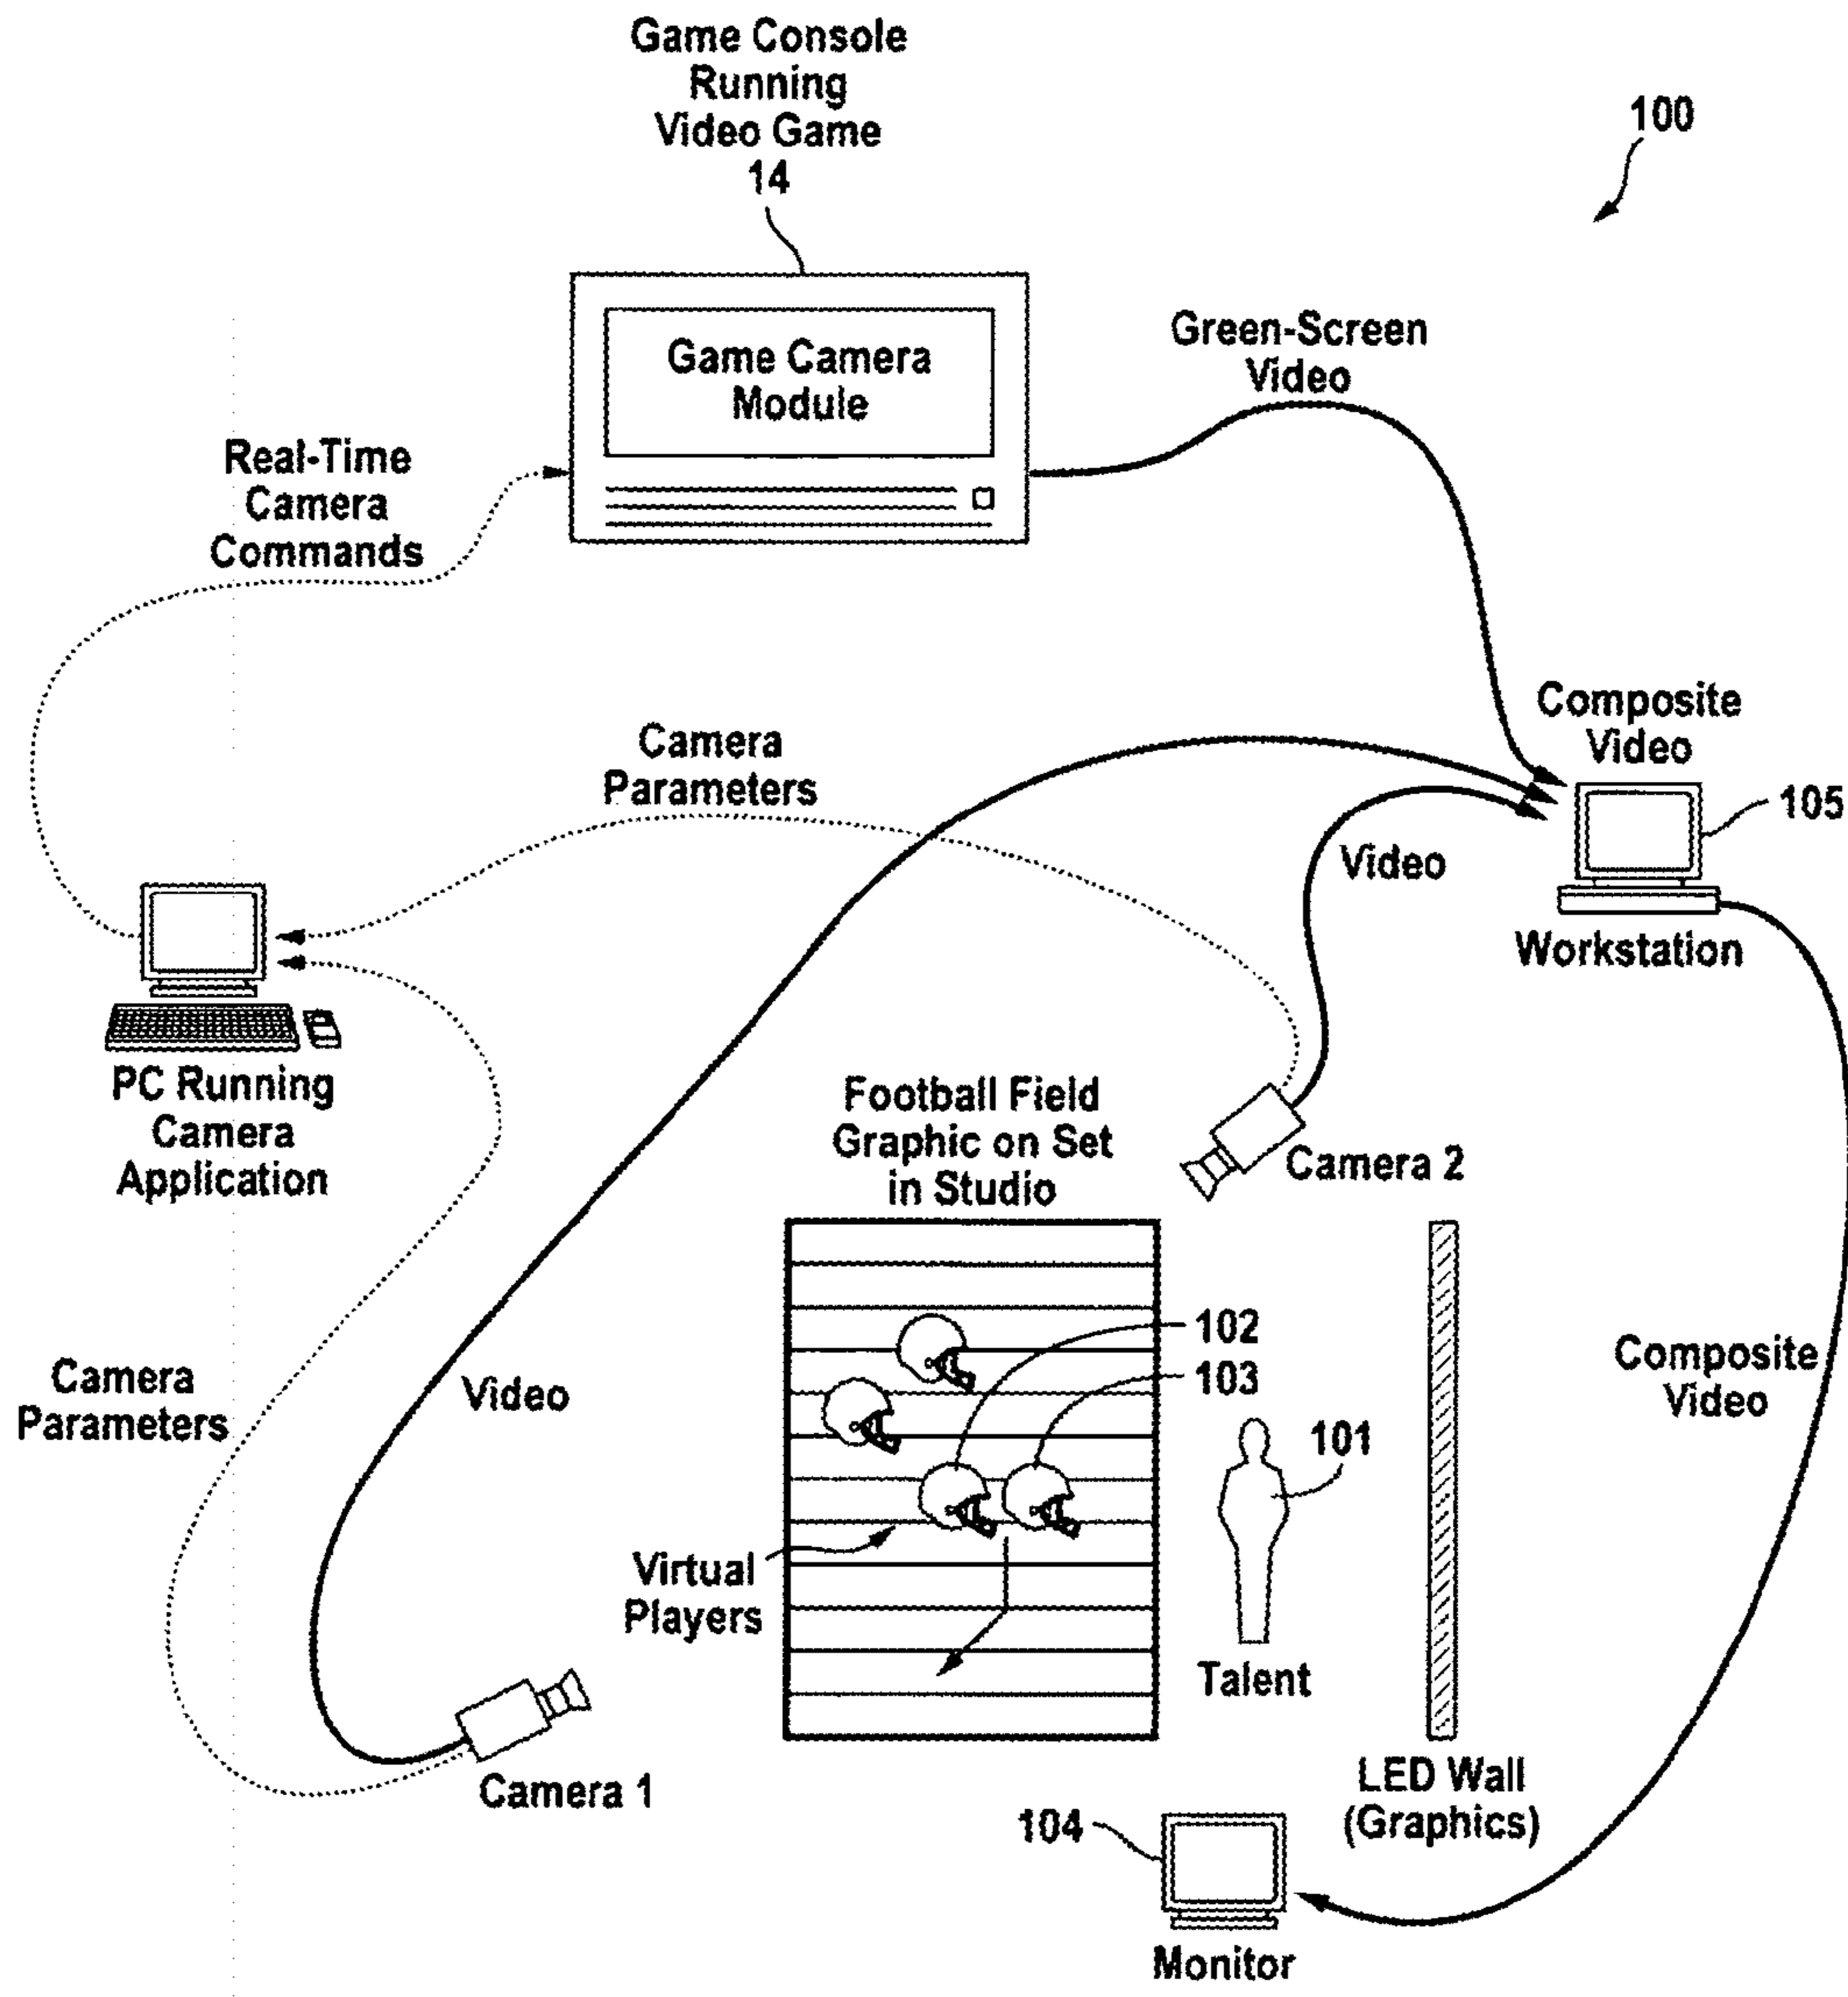 Game Console
Running
Video Game
14
100
Game Camera
Module
Green-Screen
Video
Real-Time
Camera
Commands
Composite
Video
105
Workstation
Camera
Parameters
Video
PC Running
Camera
Application
Football Field
Graphic on Set
in Studio
Camera 2
102
103
101
Camera
Parameters
Video
Composite
Video
Virtual
Players
Talent
Camera 1
LED Wall
(Graphics)
104
Monitor